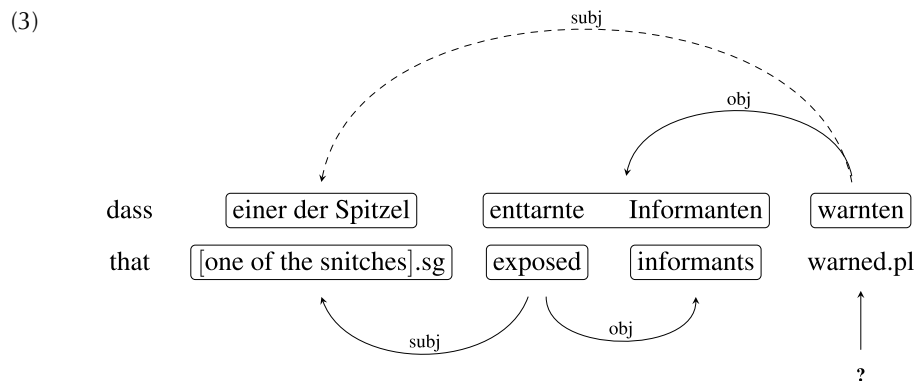 (3)
subj
obj
dass einer der Spitzel enttarnte Informanten warnten
that [one of the snitches].sg exposed informants warned.pl
subj obj
?